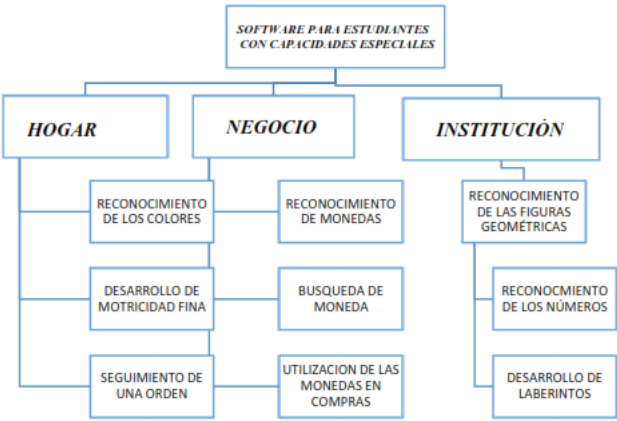 SOFTWARE PARA ESTUDIANTES
CON CAPACIDADES ESPECIALES
HOGAR
NEGOCIO
INSTITUCIÓN
RECONOCIMIENTO
DE LOS COLORES
RECONOCIMIENTO
DE MONEDAS
RECONOCIMIENTO
DE LAS FIGURAS
GEOMÉTRICAS
DESARROLLO DE
MOTRICIDAD FINA
BUSQUEDA DE
MONEDA
RECONOCMIENTO
DE LOS NÚMEROS
SEGUIMIENTO DE
UNA ORDEN
UTILIZACION DE LAS
MONEDAS EN
COMPRAS
DESARROLLO DE
LABERINTOS